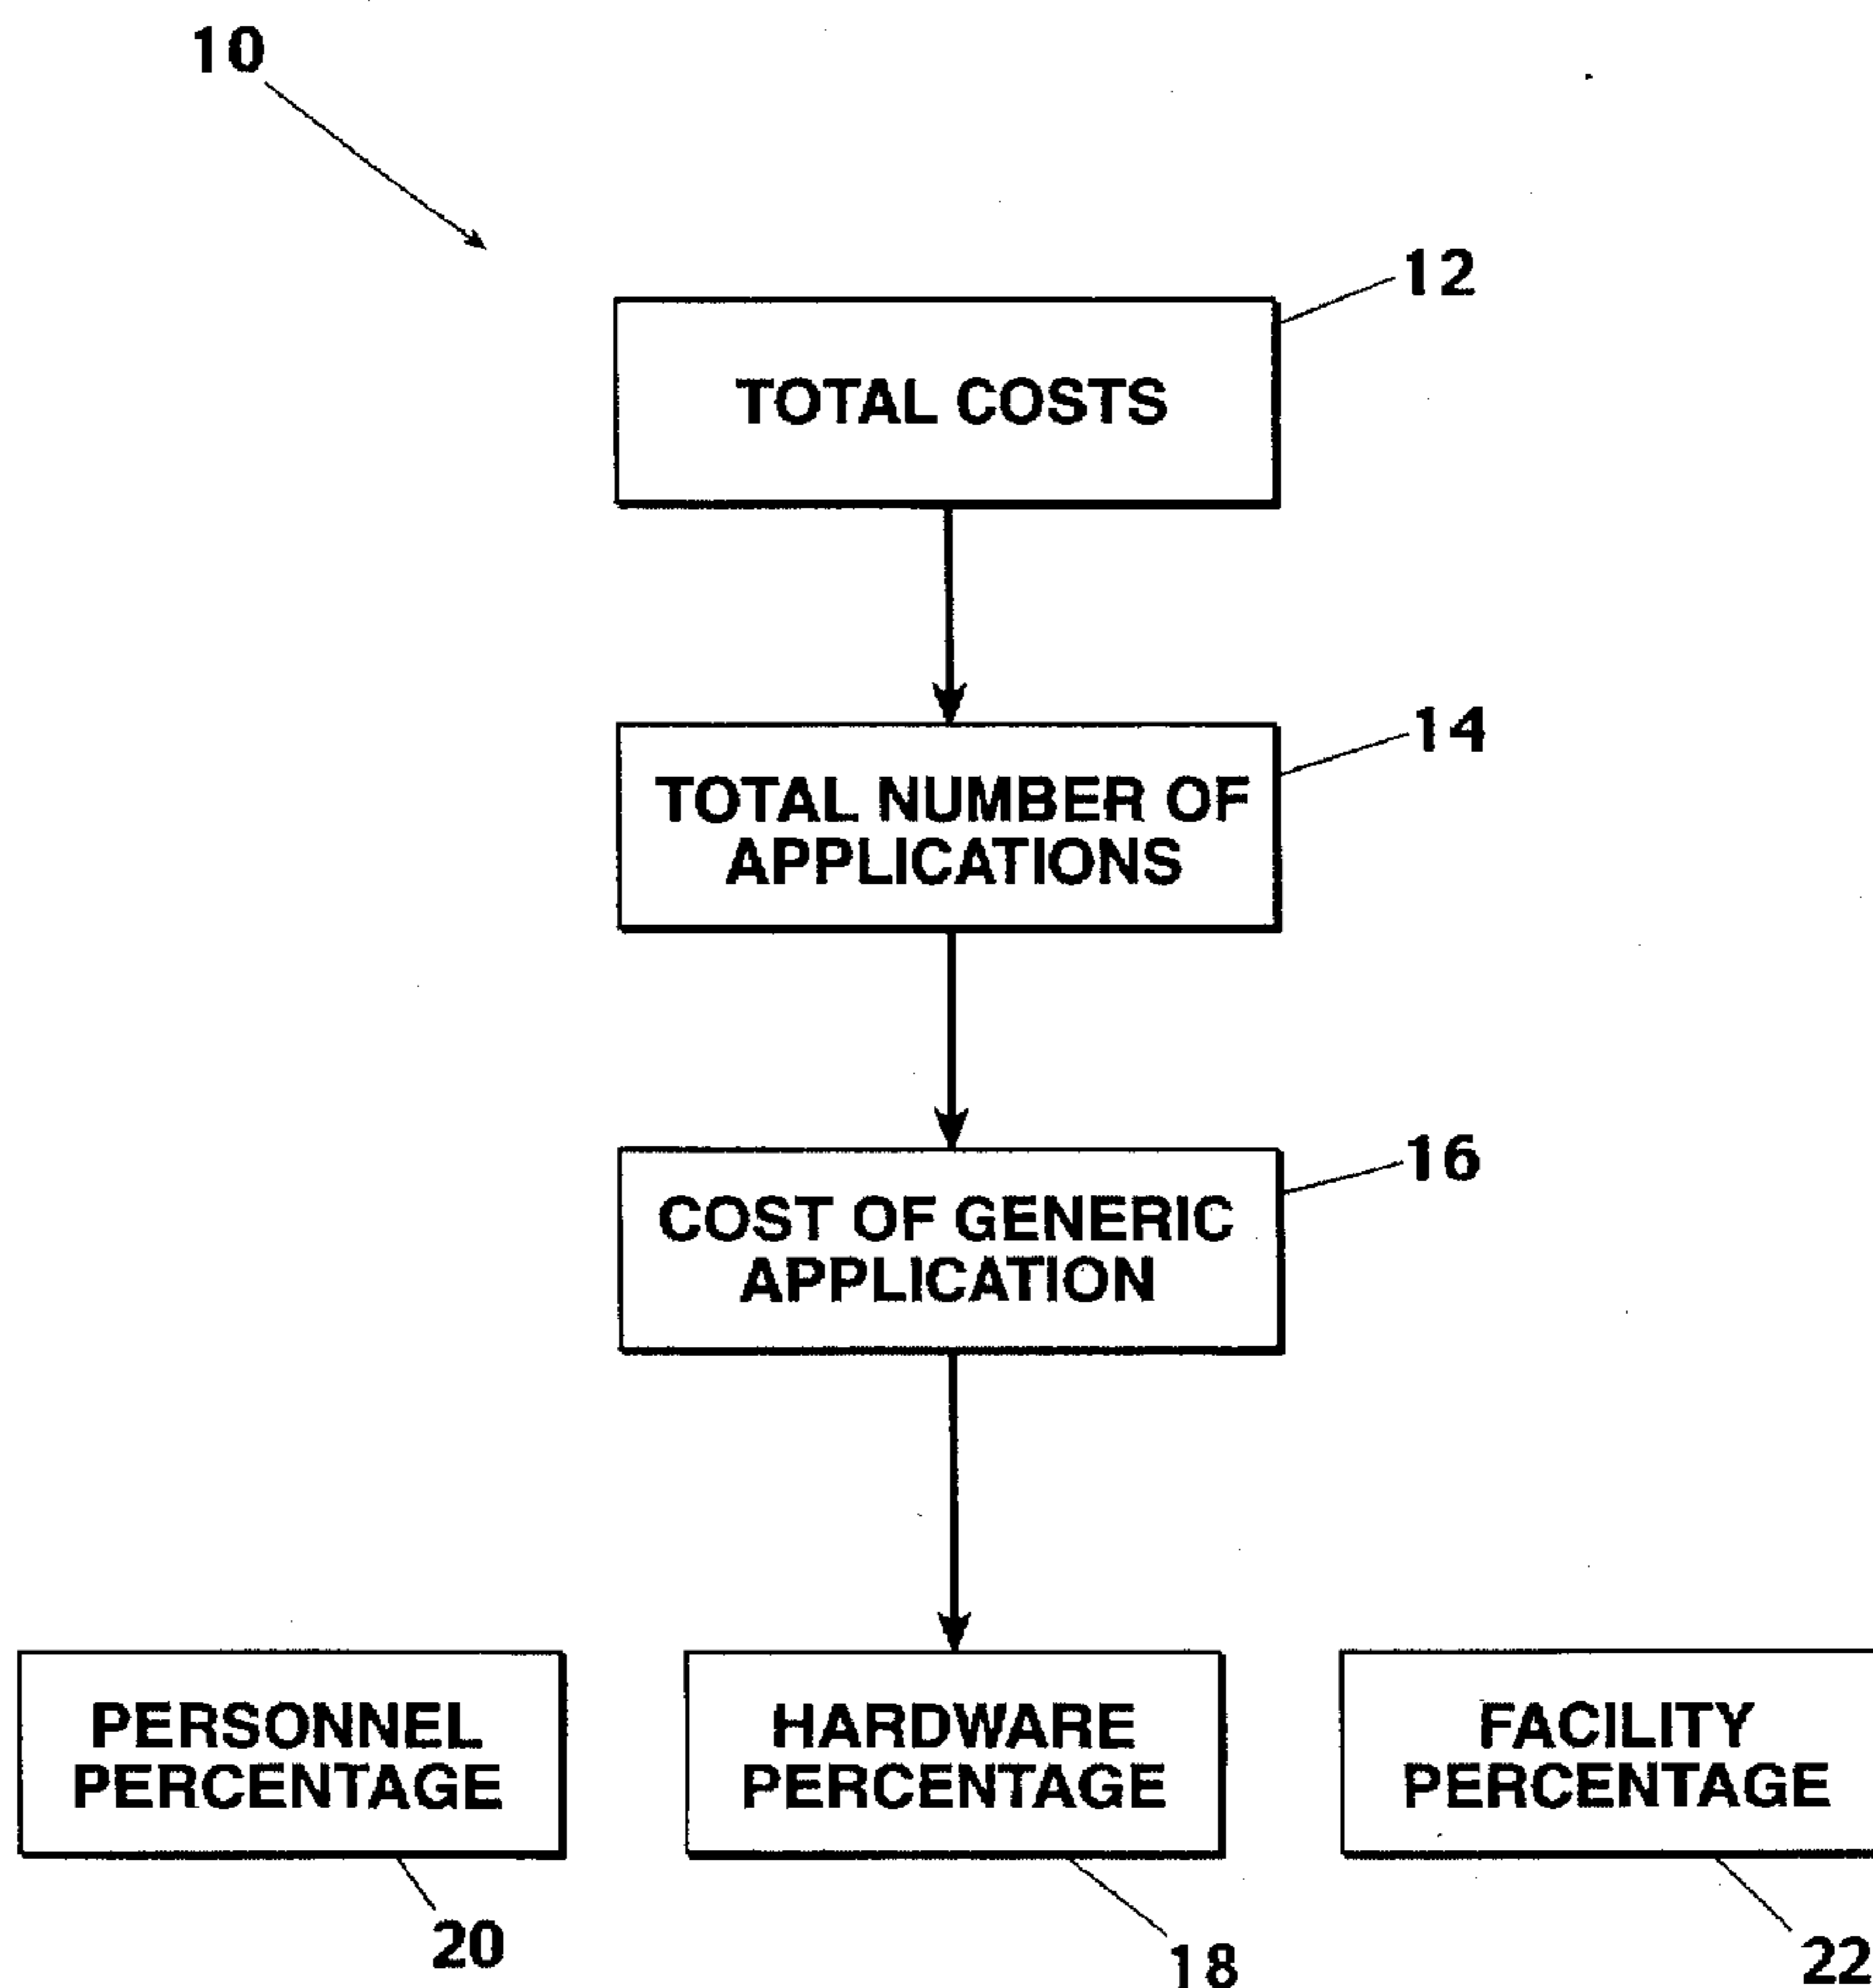 10
12
TOTAL COSTS
14
TOTAL NUMBER OF
APPLICATIONS
16
COST OF GENERIC
APPLICATION
PERSONNEL
PERCENTAGE
HARDWARE
PERCENTAGE
FACILITY
PERCENTAGE
20
18
22